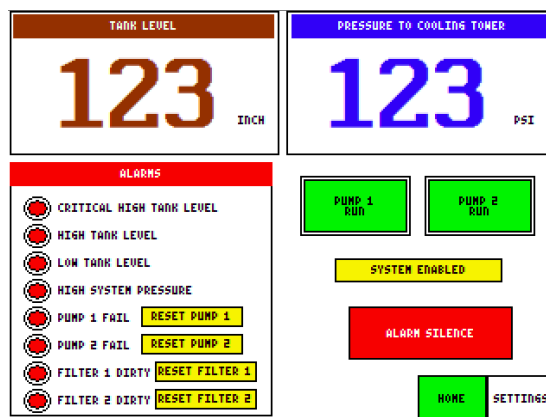 TANK LEVEL
123 INCH
PRESSURE TO COOLING TOWER
123 PSI
ALARMS
CRITICAL HIGH TANK LEVEL
HIGH TANK LEVEL
LOW TANK LEVEL
HIGH SYSTEM PRESSURE
PUMP 1 FAIL RESET PUMP 1
PUMP 2 FAIL RESET PUMP 2
FILTER 1 DIRTY RESET FILTER 1
FILTER 2 DIRTY RESET FILTER 2
PUMP 1
RUN
PUMP 2
RUN
SYSTEM ENABLED
ALARM SILENCE
HOME SETTINGS